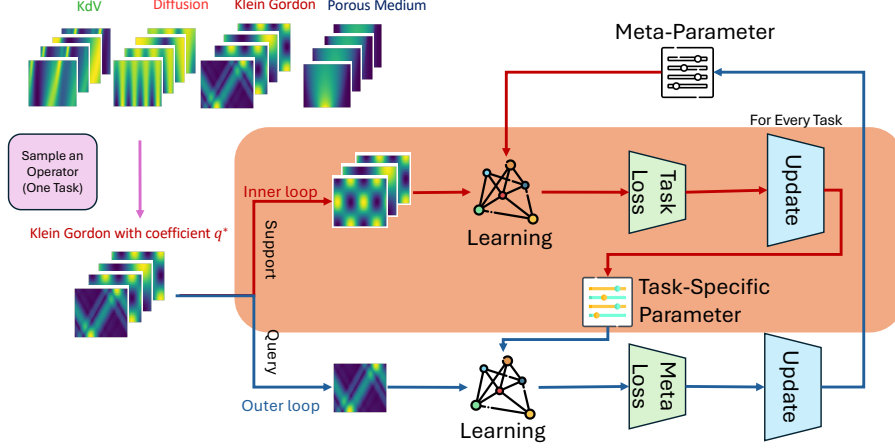 KdV
Diffusion
Klein Gordon
Porous Medium
Meta-Parameter
For Every Task
Sample an
Operator
(One Task)
Inner loop
Learning
Task
Loss
Update
Klein Gordon with coefficient q*
Support
Task-Specific
Parameter
Query
Outer loop
Learning
Meta
Loss
Update